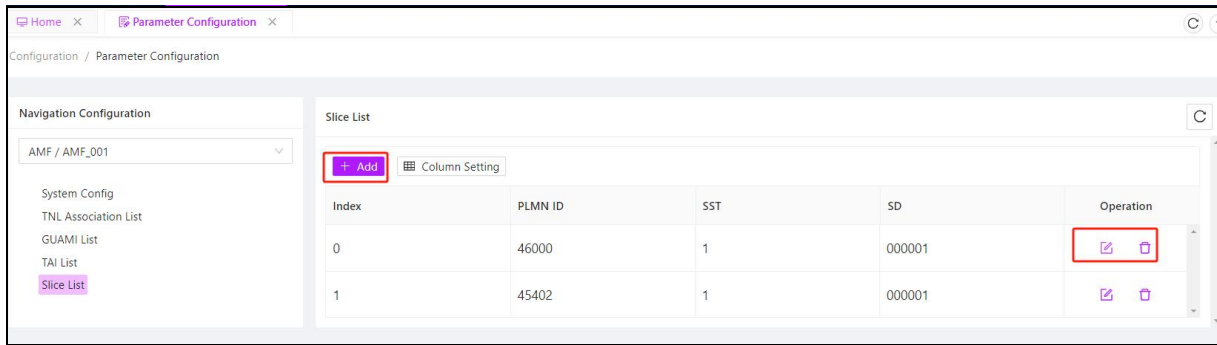 Home × Parameter Configuration ×
Configuration / Parameter Configuration
Navigation Configuration
Slice List
AMF / AMF_001
+ Add Column Setting
System Config
TNL Association List
GUAMI List
TAI List
Slice List
Index PLMN ID SST SD Operation
0 46000 1 000001
1 45402 1 000001